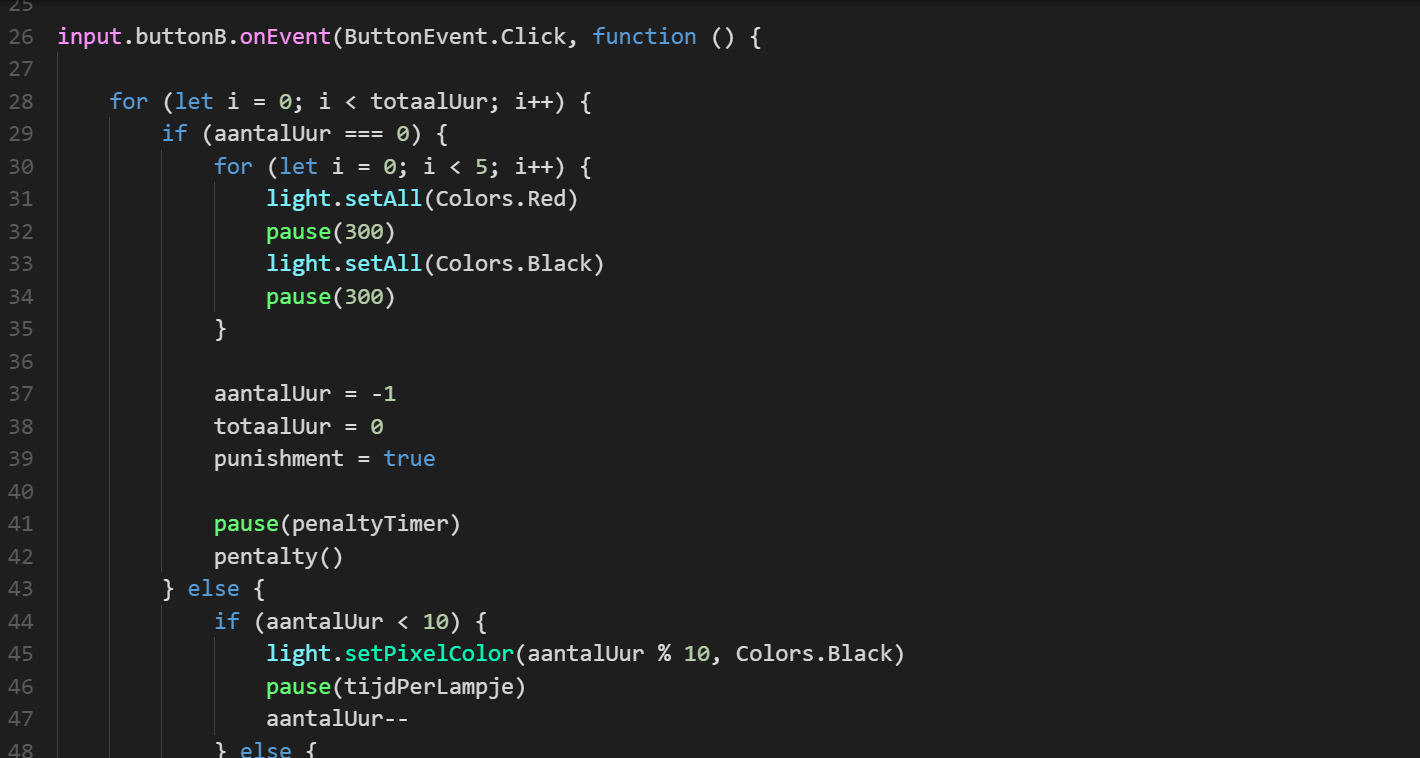 25
26 input.buttonB.onEvent(ButtonEvent.Click, function () {
27
28     for (let i = 0; i < totaalUur; i++) {
29         if (aantalUur === 0) {
30             for (let i = 0; i < 5; i++) {
31                 light.setAll(Colors.Red)
32                 pause(300)
33                 light.setAll(Colors.Black)
34                 pause(300)
35             }
36
37             aantalUur = -1
38             totaalUur = 0
39             punishment = true
40
41             pause(penaltyTimer)
42             pentalty()
43         } else {
44             if (aantalUur < 10) {
45                 light.setPixelColor(aantalUur % 10, Colors.Black)
46                 pause(tijdPerLampje)
47                 aantalUur--
48             } else {